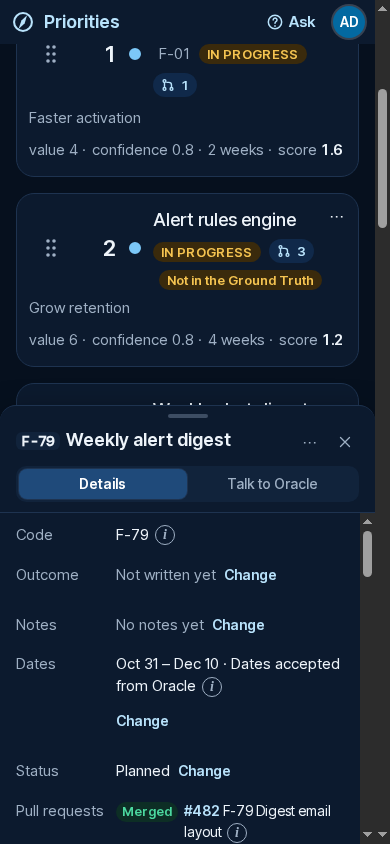 Priorities
Ask
AD
1
F-01 IN PROGRESS
1
Faster activation
value 4 · confidence 0.8 · 2 weeks · score 1.6
Alert rules engine ...
2
IN PROGRESS 3
Not in the Ground Truth
Grow retention
value 6 · confidence 0.8 · 4 weeks · score 1.2
F-79 Weekly alert digest ...
Details
Talk to Oracle
Code
F-79 i
Outcome
Not written yet Change
Notes
No notes yet Change
Dates
Oct 31 – Dec 10 · Dates accepted
from Oracle i
Change
Status
Planned Change
Pull requests
Merged #482 F-79 Digest email
layout i